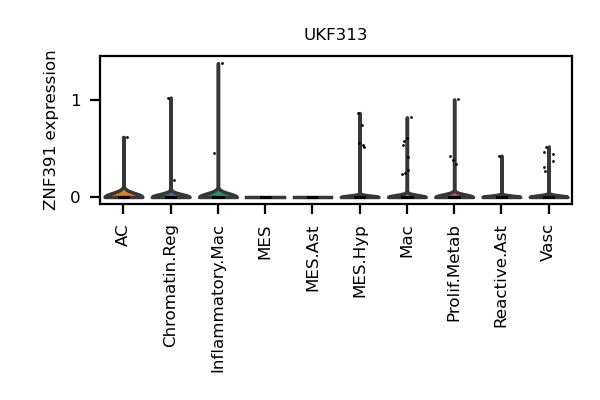 UKF313
ZNF391 expression
1
0
AC
Chromatin.Reg
Inflammatory.Mac
MES
MES.Ast
MES.Hyp
Mac
Prolif.Metab
Reactive.Ast
Vasc